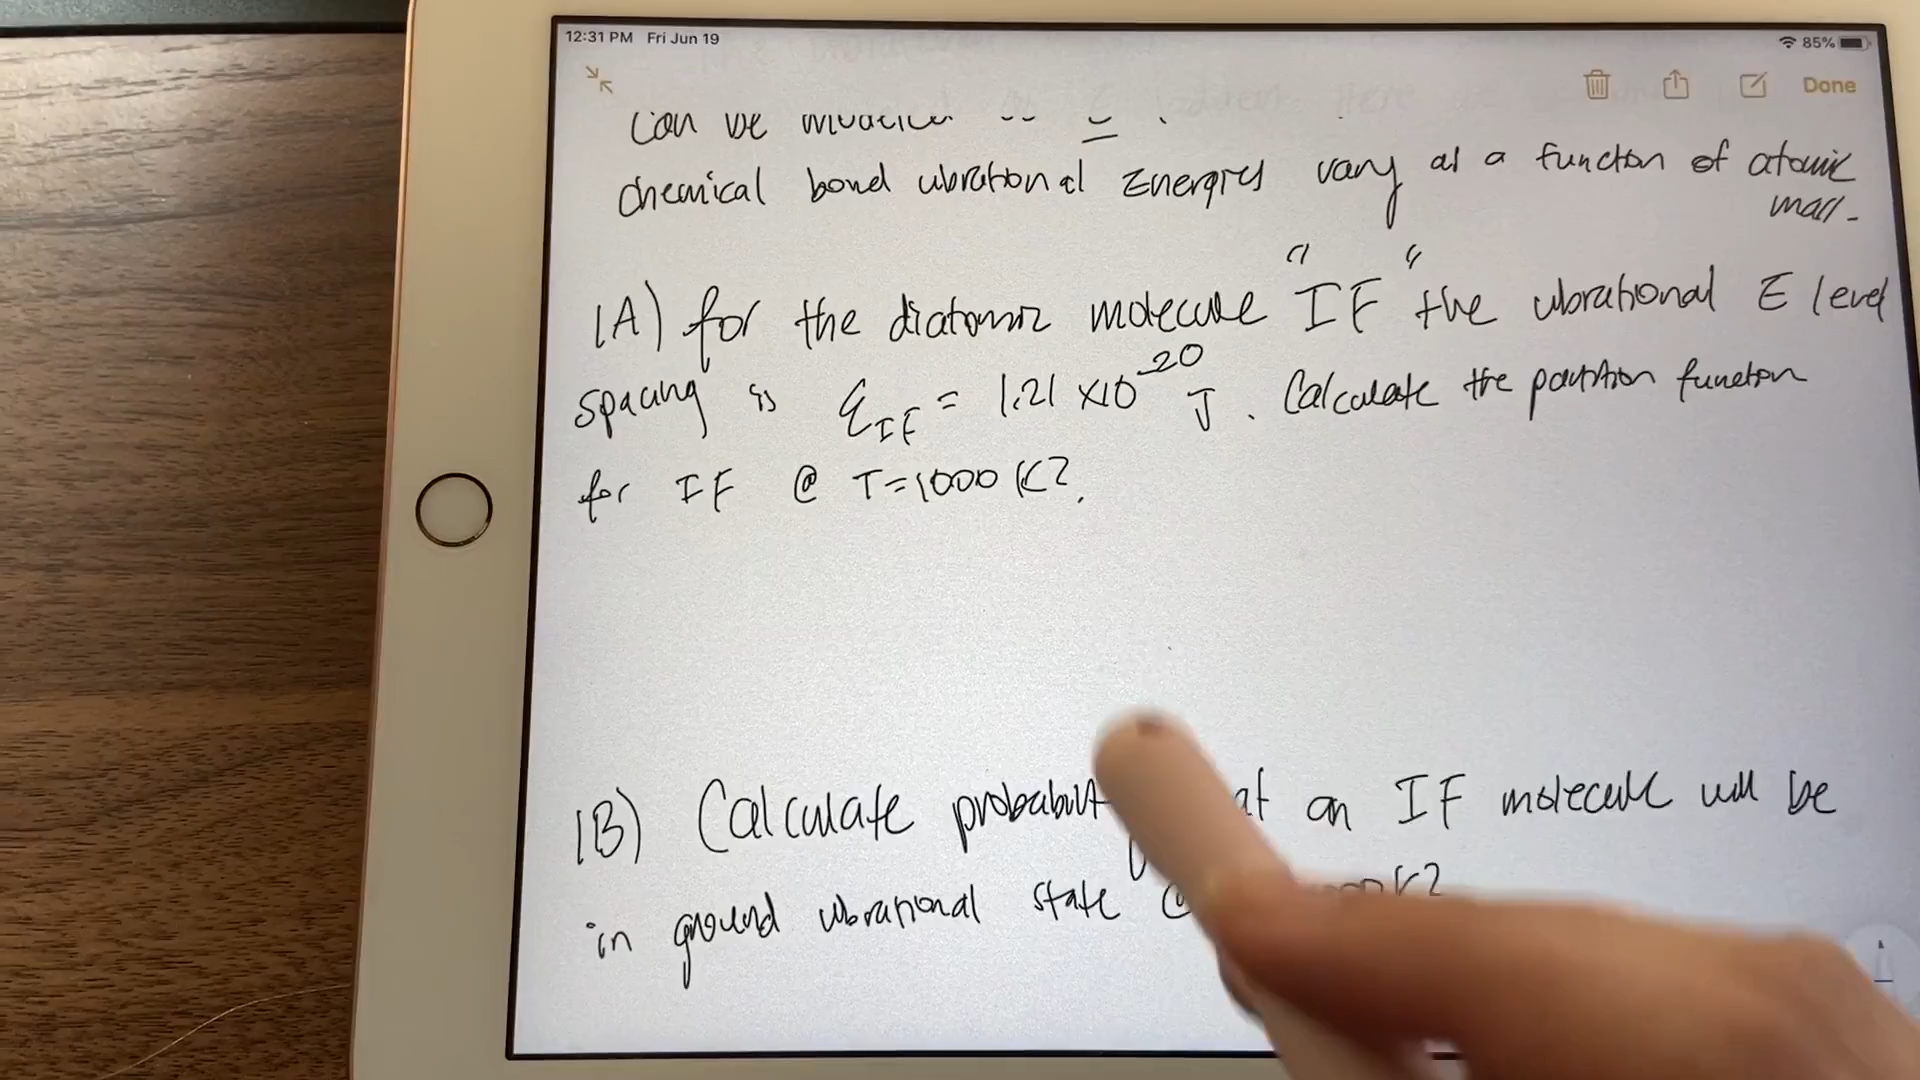 12:31 PM Fri Jun 19 85%
Done
Can be
chemical bond vibrational Energies vary as a function of atomic
mass.
1A) for the diatomic molecule "IF" the vibrational E level
spacing is ε_IF = 1.21 x10^-20 J. Calculate the partition function
for IF @ T=1000 K?.
1B) Calculate an IF molecule will be
in ground vibrational state @ K?